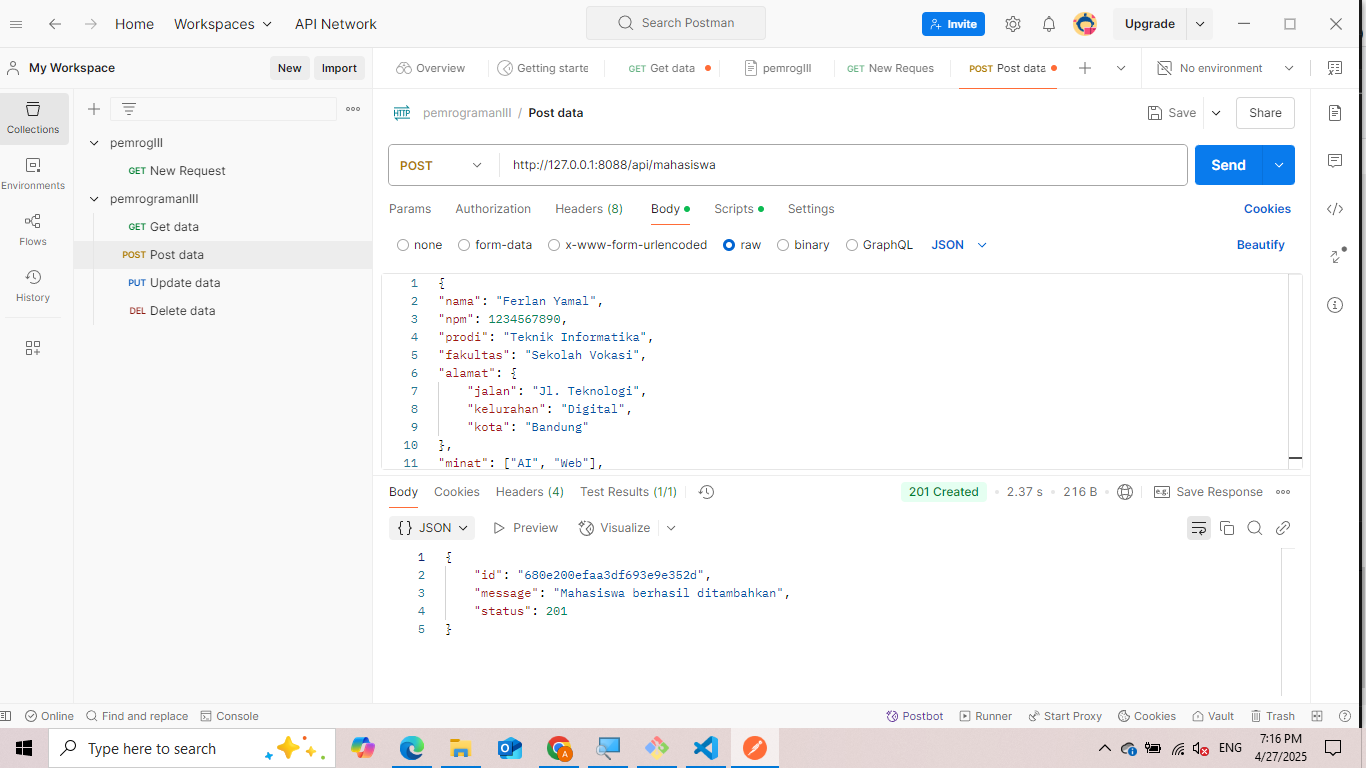 Home Workspaces API Network Search Postman Invite Upgrade
My Workspace New Import Overview Getting starte GET Get data pemrogIII GET New Reques POST Post data No environment
Collections
Environments
Flows
History
pemrogIII
GET New Request
pemrogramanIII
GET Get data
POST Post data
PUT Update data
DEL Delete data
HTTP pemrogramanIII / Post data Save Share
POST http://127.0.0.1:8088/api/mahasiswa Send
Params Authorization Headers (8) Body Scripts Settings Cookies
none form-data x-www-form-urlencoded raw binary GraphQL JSON Beautify
1 {
2 "nama": "Ferlan Yamal",
3 "npm": 1234567890,
4 "prodi": "Teknik Informatika",
5 "fakultas": "Sekolah Vokasi",
6 "alamat": {
7 "jalan": "Jl. Teknologi",
8 "kelurahan": "Digital",
9 "kota": "Bandung"
10 },
11 "minat": ["AI", "Web"],
Body Cookies Headers (4) Test Results (1/1) 201 Created • 2.37 s • 216 B • e.g. Save Response
{} JSON Preview Visualize
1 {
2 "id": "680e200efaa3df693e9e352d",
3 "message": "Mahasiswa berhasil ditambahkan",
4 "status": 201
5 }
Online Find and replace Console Postbot Runner Start Proxy Cookies Vault Trash
Type here to search A ENG 7:16 PM
4/27/2025